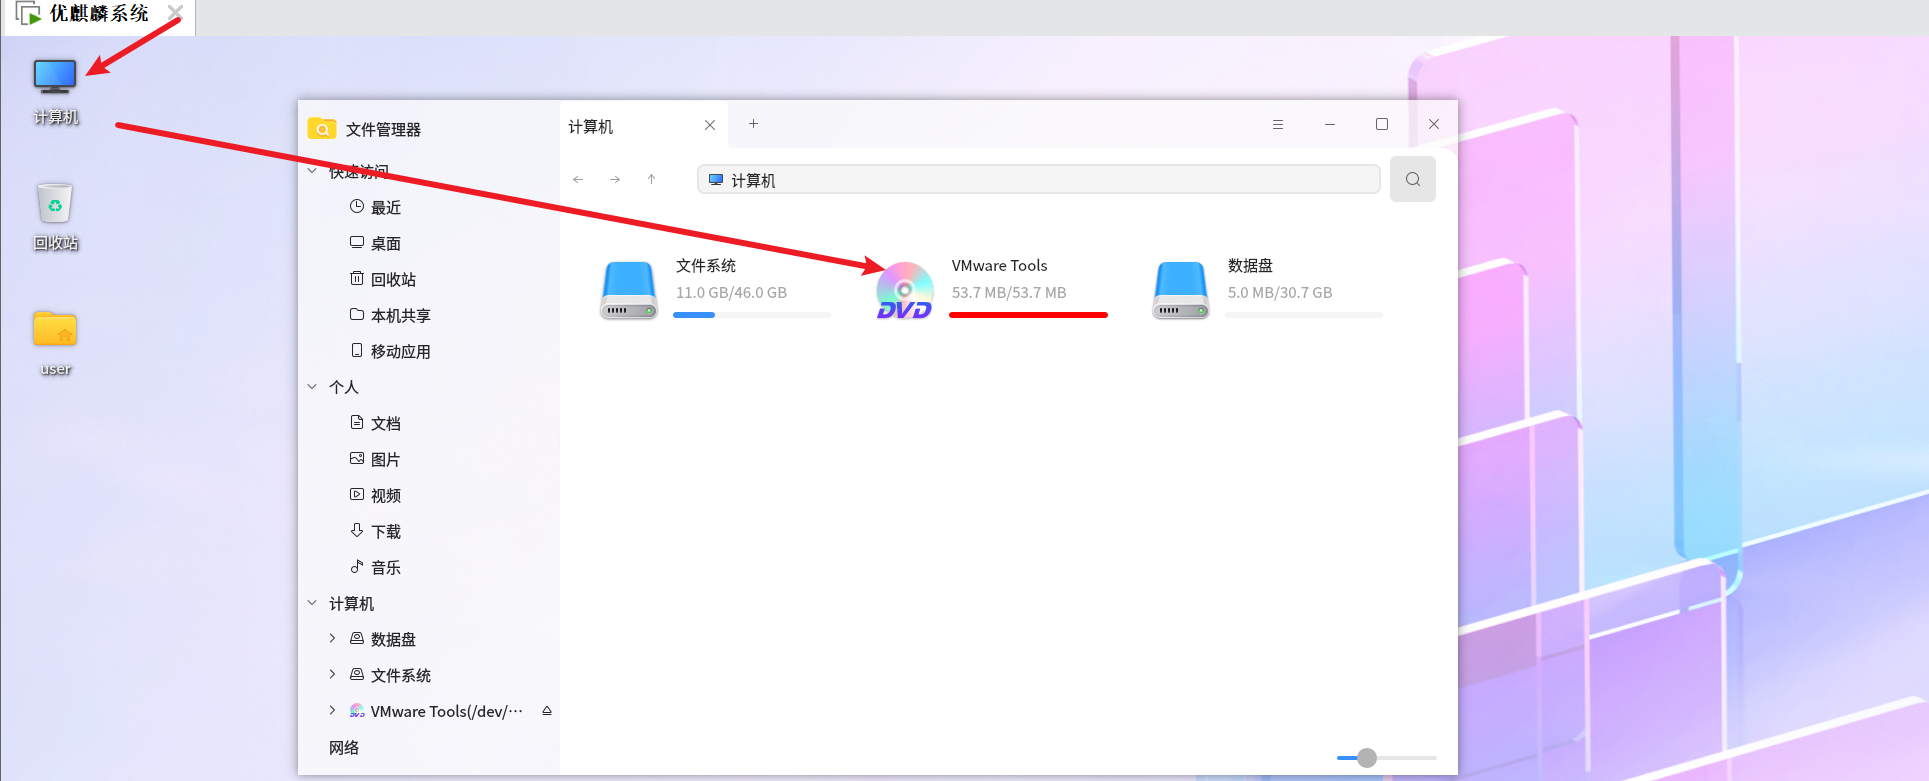 优麒麟系统
计算机
回收站
user
文件管理器
快速访问
最近
桌面
回收站
本机共享
移动应用
个人
文档
图片
视频
下载
音乐
计算机
数据盘
文件系统
VMware Tools(/dev/···
网络
计算机
计算机
文件系统
11.0 GB/46.0 GB
DVD
VMware Tools
53.7 MB/53.7 MB
数据盘
5.0 MB/30.7 GB